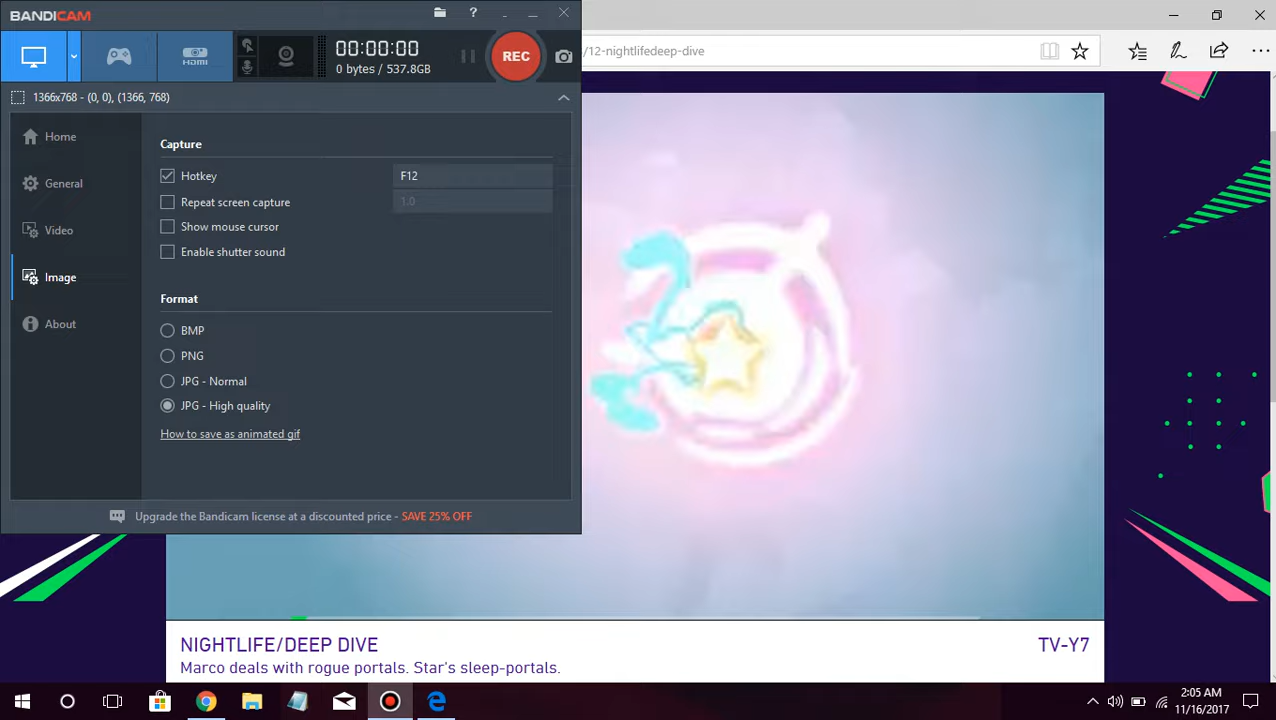 BANDICAM
?
HDMI
00:00:00
0 bytes / 537.8GB
REC
/12-nightlifedeep-dive
1366x768 - (0, 0), (1366, 768)
Home
General
Video
Image
About
Capture
Hotkey
F12
Repeat screen capture
1.0
Show mouse cursor
Enable shutter sound
Format
BMP
PNG
JPG - Normal
JPG - High quality
How to save as animated gif
Upgrade the Bandicam license at a discounted price - SAVE 25% OFF
NIGHTLIFE/DEEP DIVE
TV-Y7
Marco deals with rogue portals. Star's sleep-portals.
2:05 AM
11/16/2017